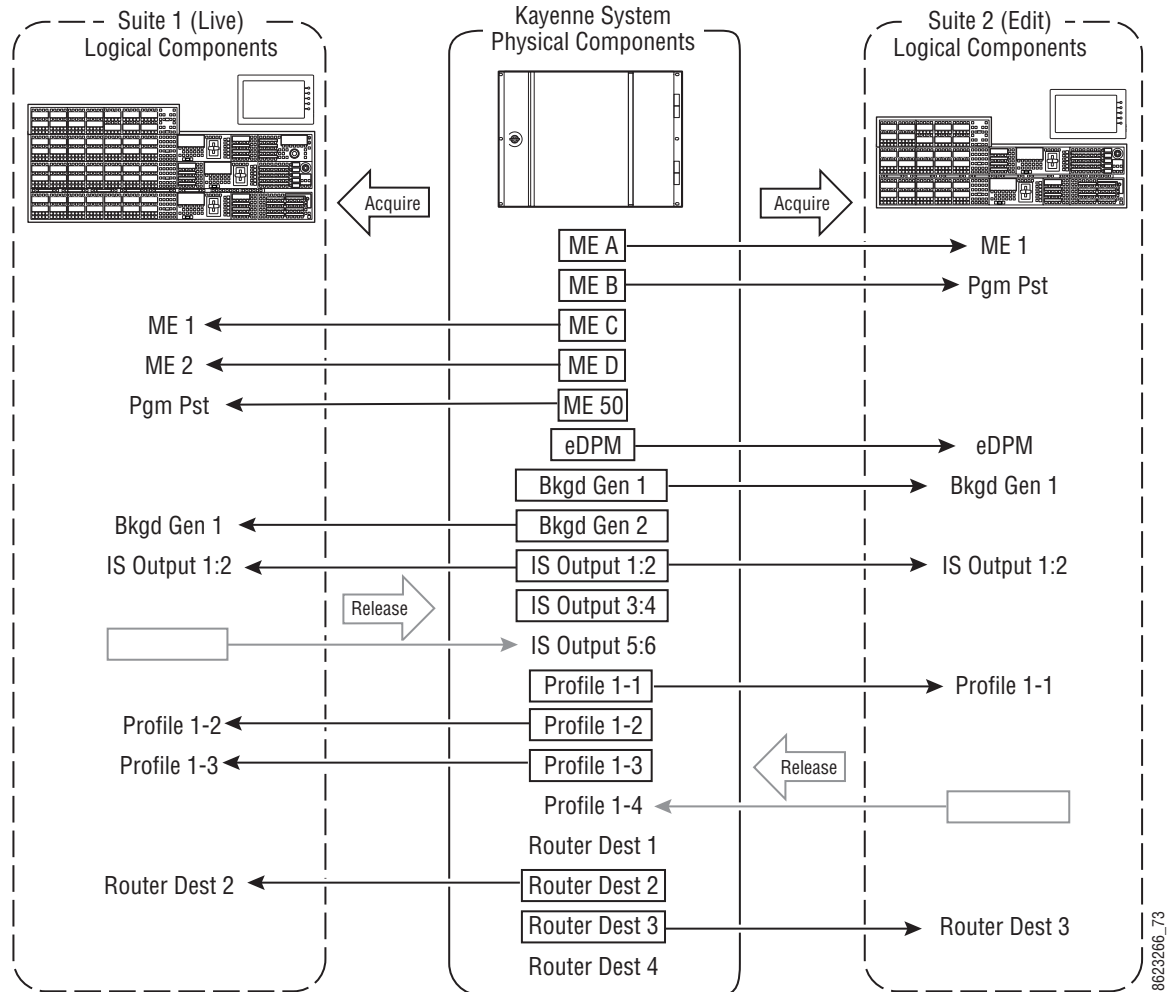 Suite 1 (Live)
Logical Components
Kayenne System
Physical Components
Suite 2 (Edit)
Logical Components
Acquire
Acquire
ME A
ME 1
ME B
Pgm Pst
ME 1
ME C
ME 2
ME D
Pgm Pst
ME 50
eDPM
eDPM
Bkgd Gen 1
Bkgd Gen 1
Bkgd Gen 1
Bkgd Gen 2
IS Output 1:2
IS Output 1:2
IS Output 1:2
Release
IS Output 3:4
IS Output 5:6
Profile 1-1
Profile 1-1
Profile 1-2
Profile 1-2
Profile 1-3
Profile 1-3
Release
Profile 1-4
Router Dest 1
Router Dest 2
Router Dest 2
Router Dest 3
Router Dest 3
Router Dest 4
8623266_73